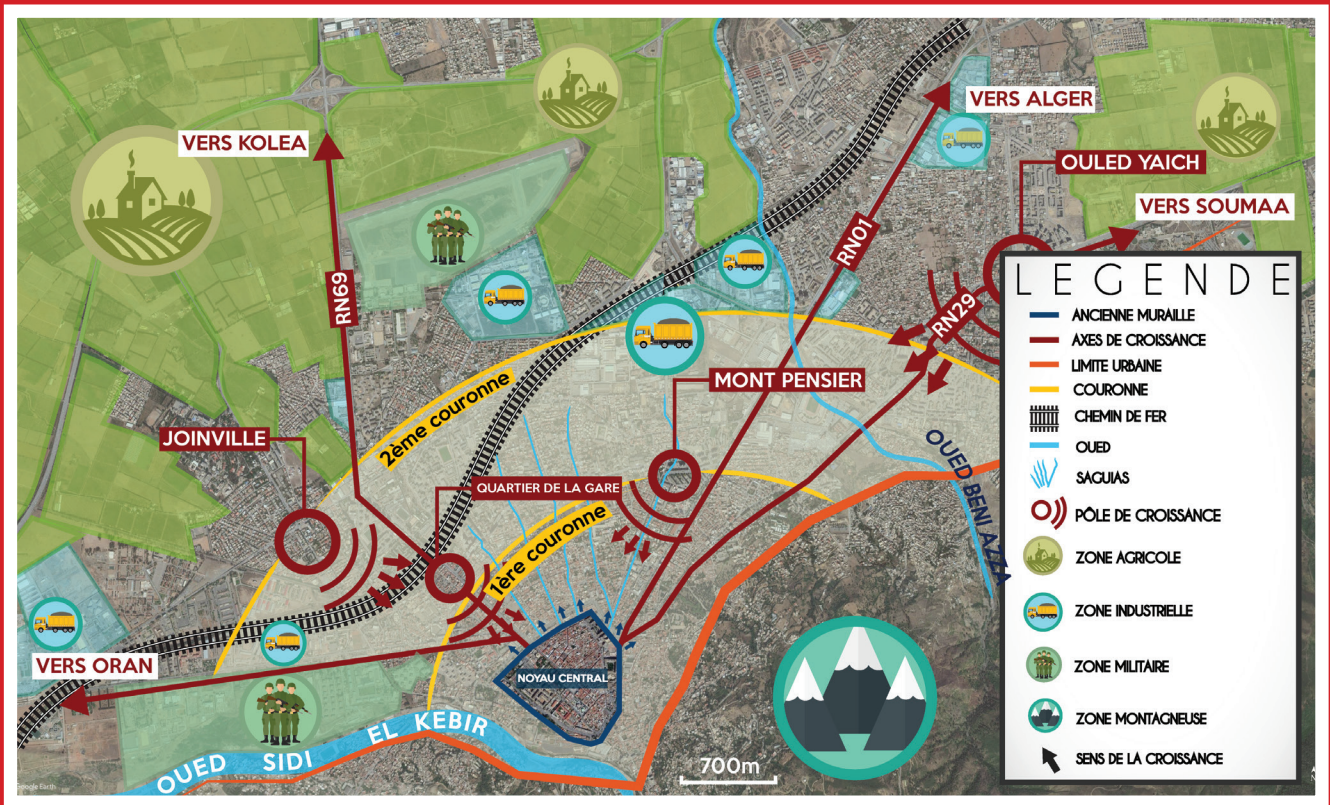 VERS KOLEA
VERS ALGER
OULED YAICH
VERS SOUMAA
RN69
RN01
RN29
MONT PENSIER
JOINVILLE
2ème couronne
QUARTIER DE LA GARE
1ère couronne
OUED BENI AZZA
VERS ORAN
NOYAU CENTRAL
OUED SIDI EL KEBIR
700m
Google Earth
LEGENDE
ANCIENNE MURAILLE
AXES DE CROISSANCE
LIMITE URBAINE
COURONNE
CHEMIN DE FER
OUED
SAGUIAS
PÔLE DE CROISSANCE
ZONE AGRICOLE
ZONE INDUSTRIELLE
ZONE MILITAIRE
ZONE MONTAGNEUSE
SENS DE LA CROISSANCE